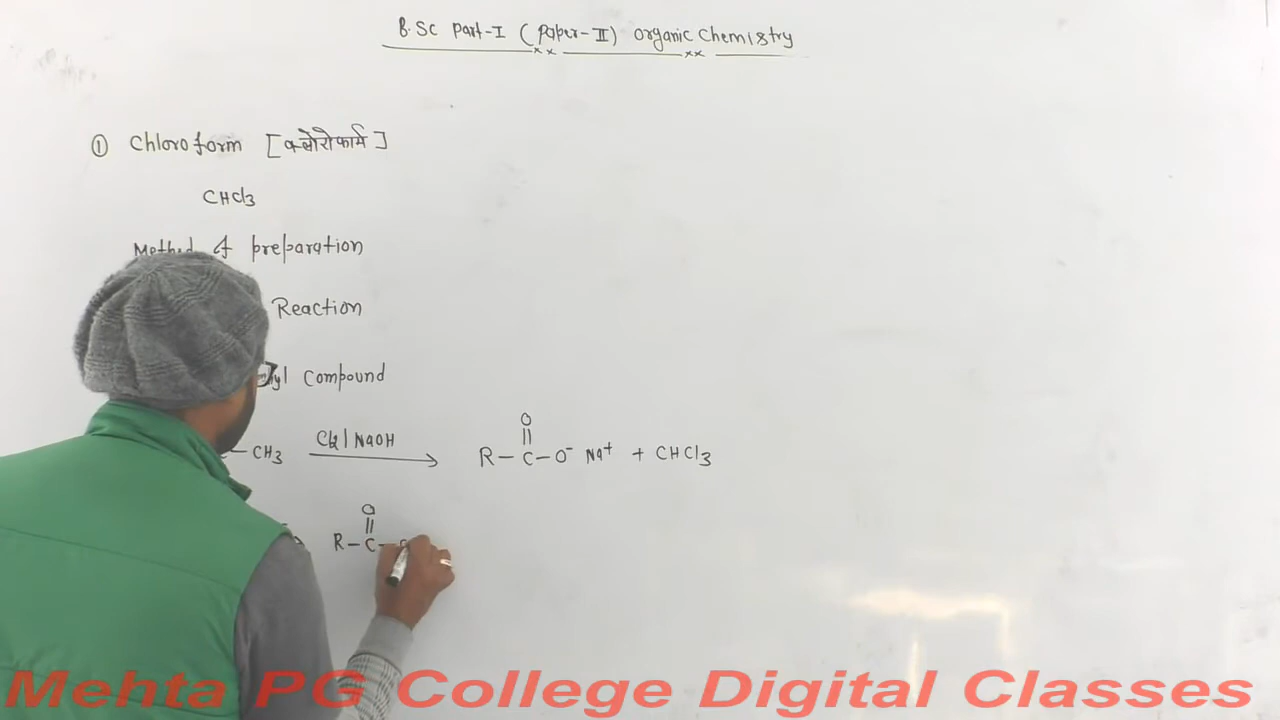 B.Sc Part-I (Paper-II) Organic Chemistry
① Chloroform [क्लोरोफार्म]
CHCl3
Method of preparation
Reaction
Compound
—CH3 Cl2/NaOH → R—C(=O)—O⁻ Na⁺ + CHCl3
R—C(=O)—
Mehta PG College Digital Classes